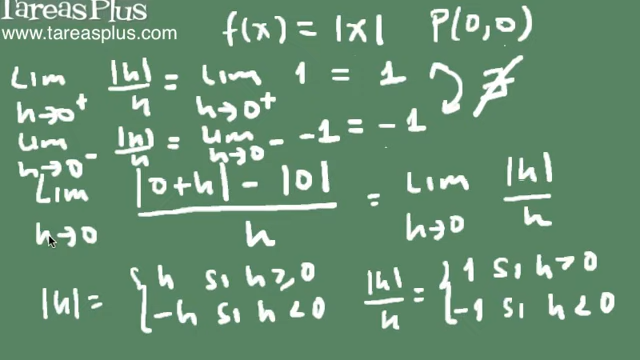 TareasPlus
www.tareasplus.com
f(x) = |x| P(0,0)
Lim h→0⁺ |h|/h = Lim h→0⁺ 1 = 1
Lim h→0⁻ |h|/h = Lim h→0⁻ -1 = -1 ∄
Lim h→0 (|0+h| - |0|)/h = Lim h→0 |h|/h
|h| = { h si h ≥ 0
-h si h < 0
|h|/h = { 1 si h > 0
-1 si h < 0